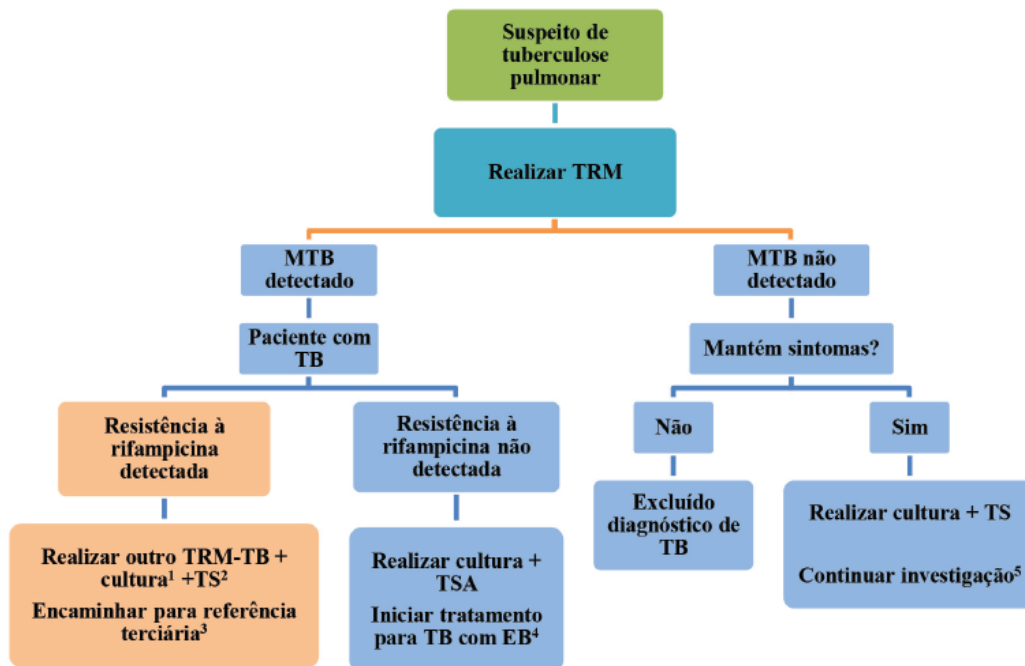 Suspeito de
tuberculose
pulmonar
Realizar TRM
MTB
detectado
MTB não
detectado
Paciente com
TB
Mantém sintomas?
Resistência à
rifampicina
detectada
Resistência à
rifampicina não
detectada
Não
Sim
Realizar outro TRM-TB +
cultura¹ +TS²
Encaminhar para referência
terciária³
Realizar cultura +
TSA
Iniciar tratamento
para TB com EB⁴
Excluído
diagnóstico de
TB
Realizar cultura + TS
Continuar investigação⁵